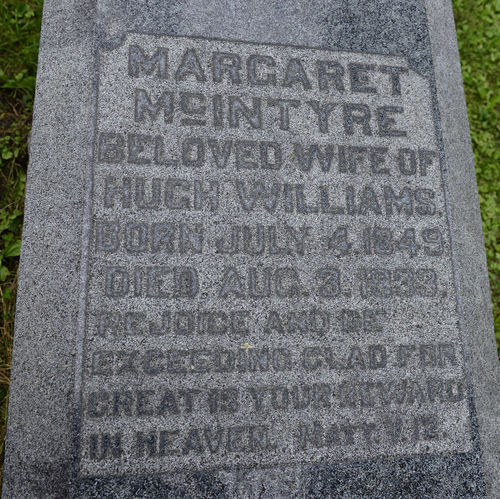 MARGARET
McINTYRE
BELOVED WIFE OF
HUGH WILLIAMS.
BORN JULY 4, 1849
DIED AUG. 3,
REJOICE AND BE
EXCEEDING GLAD FOR
GREAT IS YOUR REWARD
IN HEAVEN. MATT. V. 12.